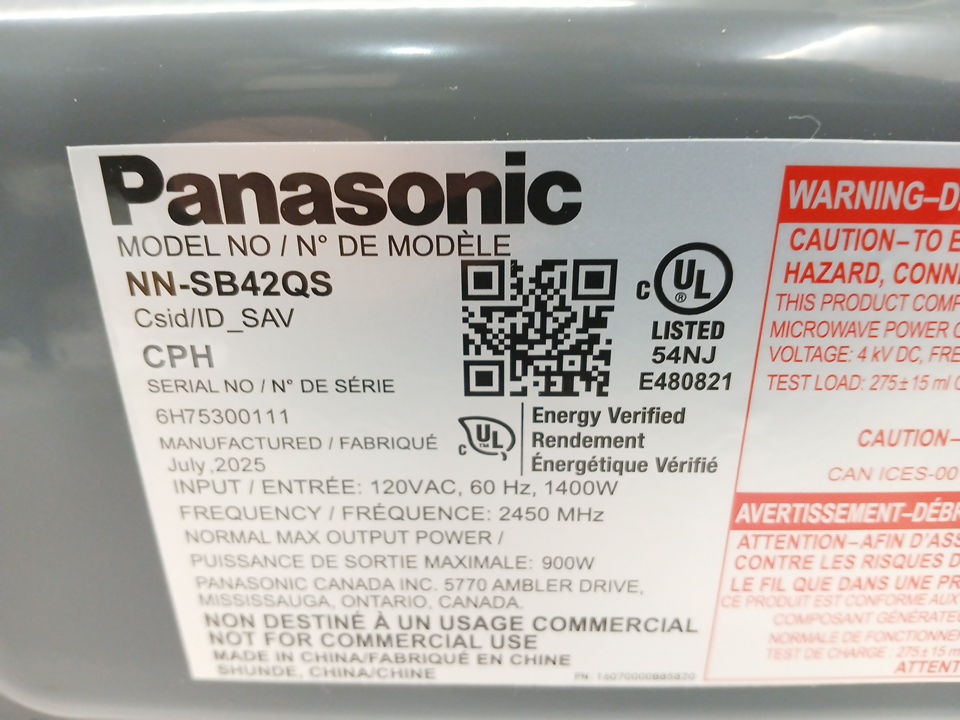 Panasonic
MODEL NO / N° DE MODÈLE
NN-SB42QS
Csid/ID_SAV
CPH
SERIAL NO / N° DE SÉRIE
6H75300111
MANUFACTURED / FABRIQUÉ
July ,2025
c UL ®
LISTED
54NJ
E480821
c UL TM
Energy Verified
Rendement
Énergétique Vérifié
INPUT / ENTRÉE: 120VAC, 60 Hz, 1400W
FREQUENCY / FRÉQUENCE: 2450 MHz
NORMAL MAX OUTPUT POWER /
PUISSANCE DE SORTIE MAXIMALE: 900W
PANASONIC CANADA INC. 5770 AMBLER DRIVE,
MISSISSAUGA, ONTARIO, CANADA.
NON DESTINÉ À UN USAGE COMMERCIAL
NOT FOR COMMERCIAL USE
MADE IN CHINA/FABRIQUÉ EN CHINE
SHUNDE, CHINA/CHINE
WARNING–D
CAUTION–TO E
HAZARD, CONN
THIS PRODUCT COMP
MICROWAVE POWER
VOLTAGE: 4 kV DC, FRE
TEST LOAD: 275±15 ml
CAUTION–
CAN ICES-00
AVERTISSEMENT–DÉB
ATTENTION–AFIN D'ASS
CONTRE LES RISQUES D
LE FIL QUE DANS UNE PR
CE PRODUIT EST CONFORME AUX
COMPOSANT GÉNÉRATE
NORMALE DE FONCTIONNE
TEST DE CHARGE : 275±15 m
ATTENT